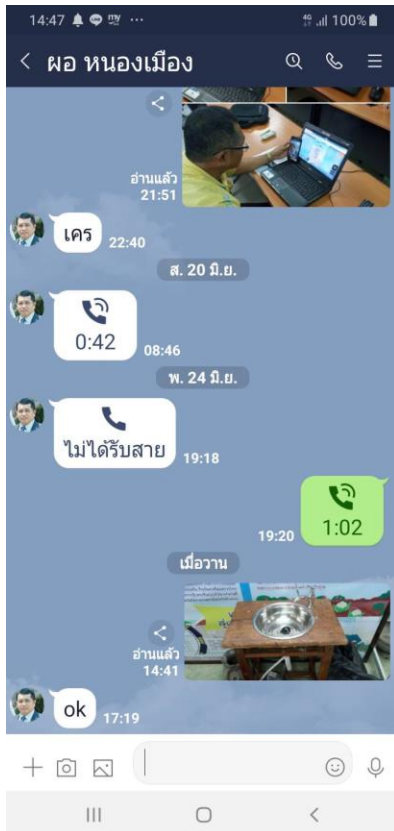 14:47 100%
ผอ หนองเมือง
อ่านแล้ว
21:51
เคร
22:40
ส. 20 มิ.ย.
0:42
08:46
พ. 24 มิ.ย.
ไม่ได้รับสาย
19:18
1:02
19:20
เมื่อวาน
อ่านแล้ว
14:41
ok
17:19